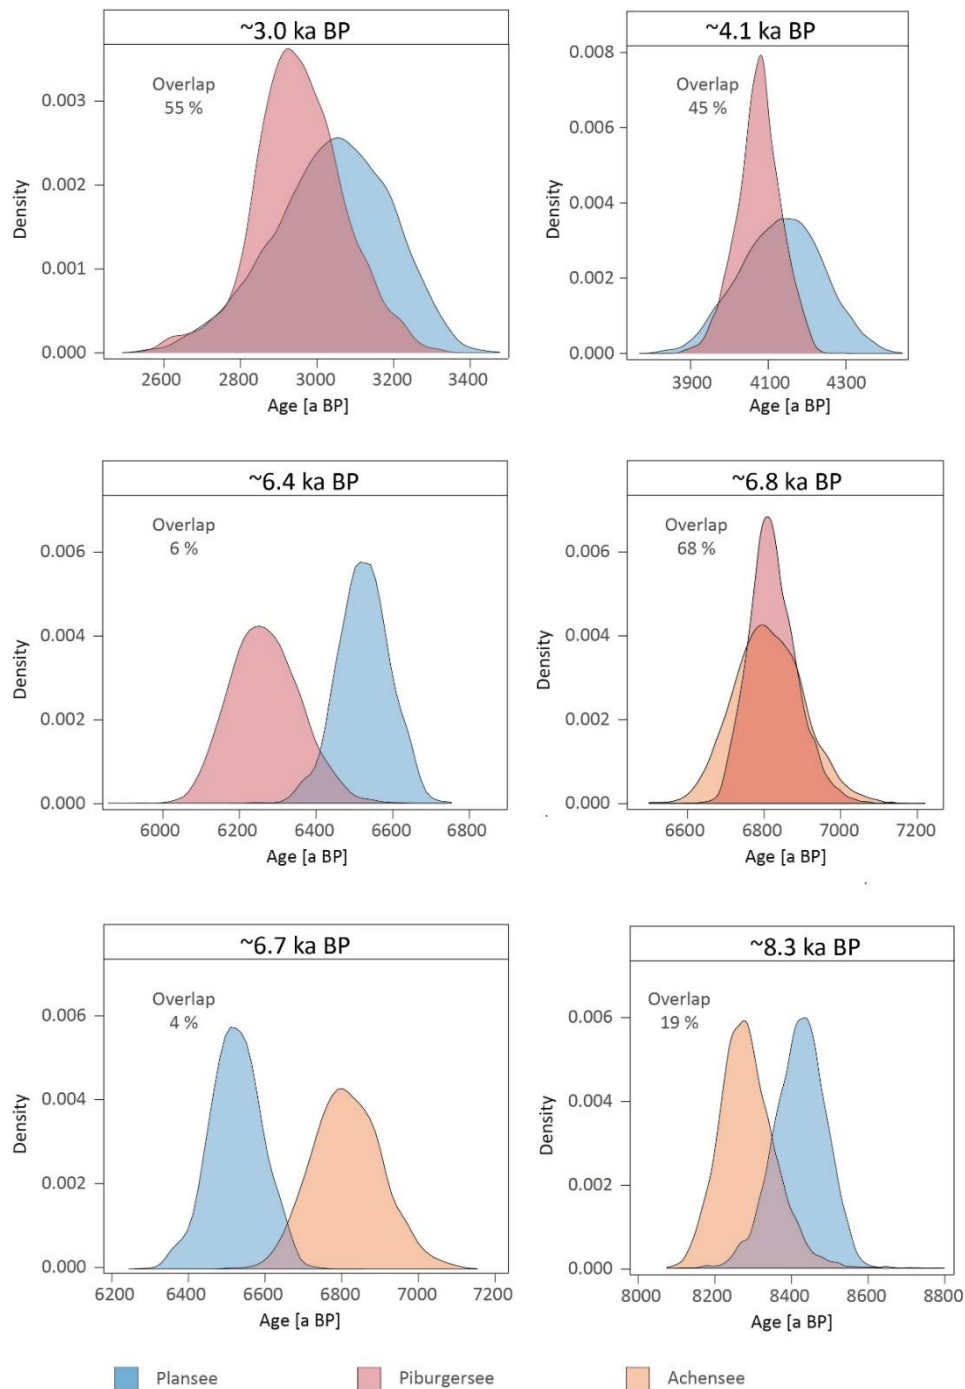 ~3.0 ka BP
Overlap
55 %
0.003
0.002
0.001
0.000
Density
2600 2800 3000 3200 3400
Age [a BP]
~4.1 ka BP
Overlap
45 %
0.008
0.006
0.004
0.002
0.000
Density
3900 4100 4300
Age [a BP]
~6.4 ka BP
Overlap
6 %
0.006
0.004
0.002
0.000
Density
6000 6200 6400 6600 6800
Age [a BP]
~6.8 ka BP
Overlap
68 %
0.006
0.004
0.002
0.000
Density
6600 6800 7000 7200
Age [a BP]
~6.7 ka BP
Overlap
4 %
0.006
0.004
0.002
0.000
Density
6200 6400 6600 6800 7000 7200
Age [a BP]
~8.3 ka BP
Overlap
19 %
0.006
0.004
0.002
0.000
Density
8000 8200 8400 8600 8800
Age [a BP]
Plansee Piburgersee Achensee